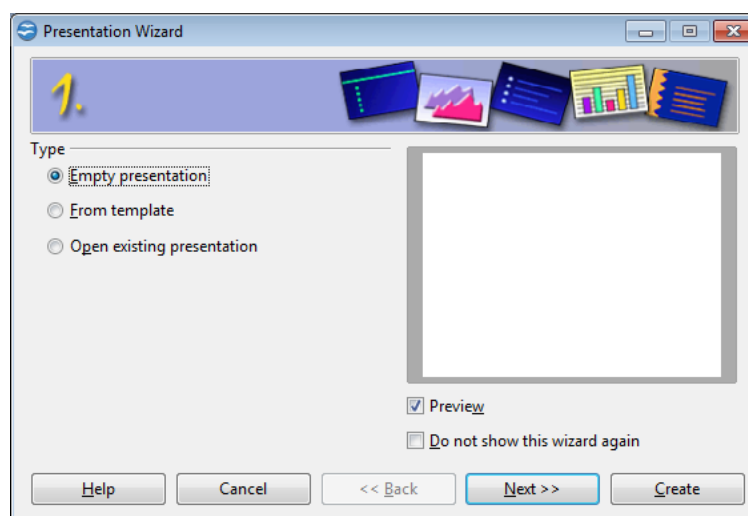 Presentation Wizard
1.
Type
Empty presentation
From template
Open existing presentation
Preview
Do not show this wizard again
Help Cancel << Back Next >> Create